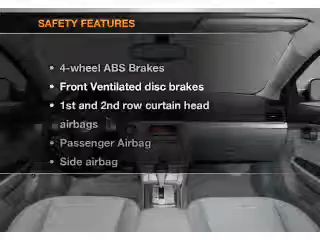 SAFETY FEATURES
• 4-wheel ABS Brakes
• Front Ventilated disc brakes
• 1st and 2nd row curtain head
airbags
• Passenger Airbag
• Side airbag